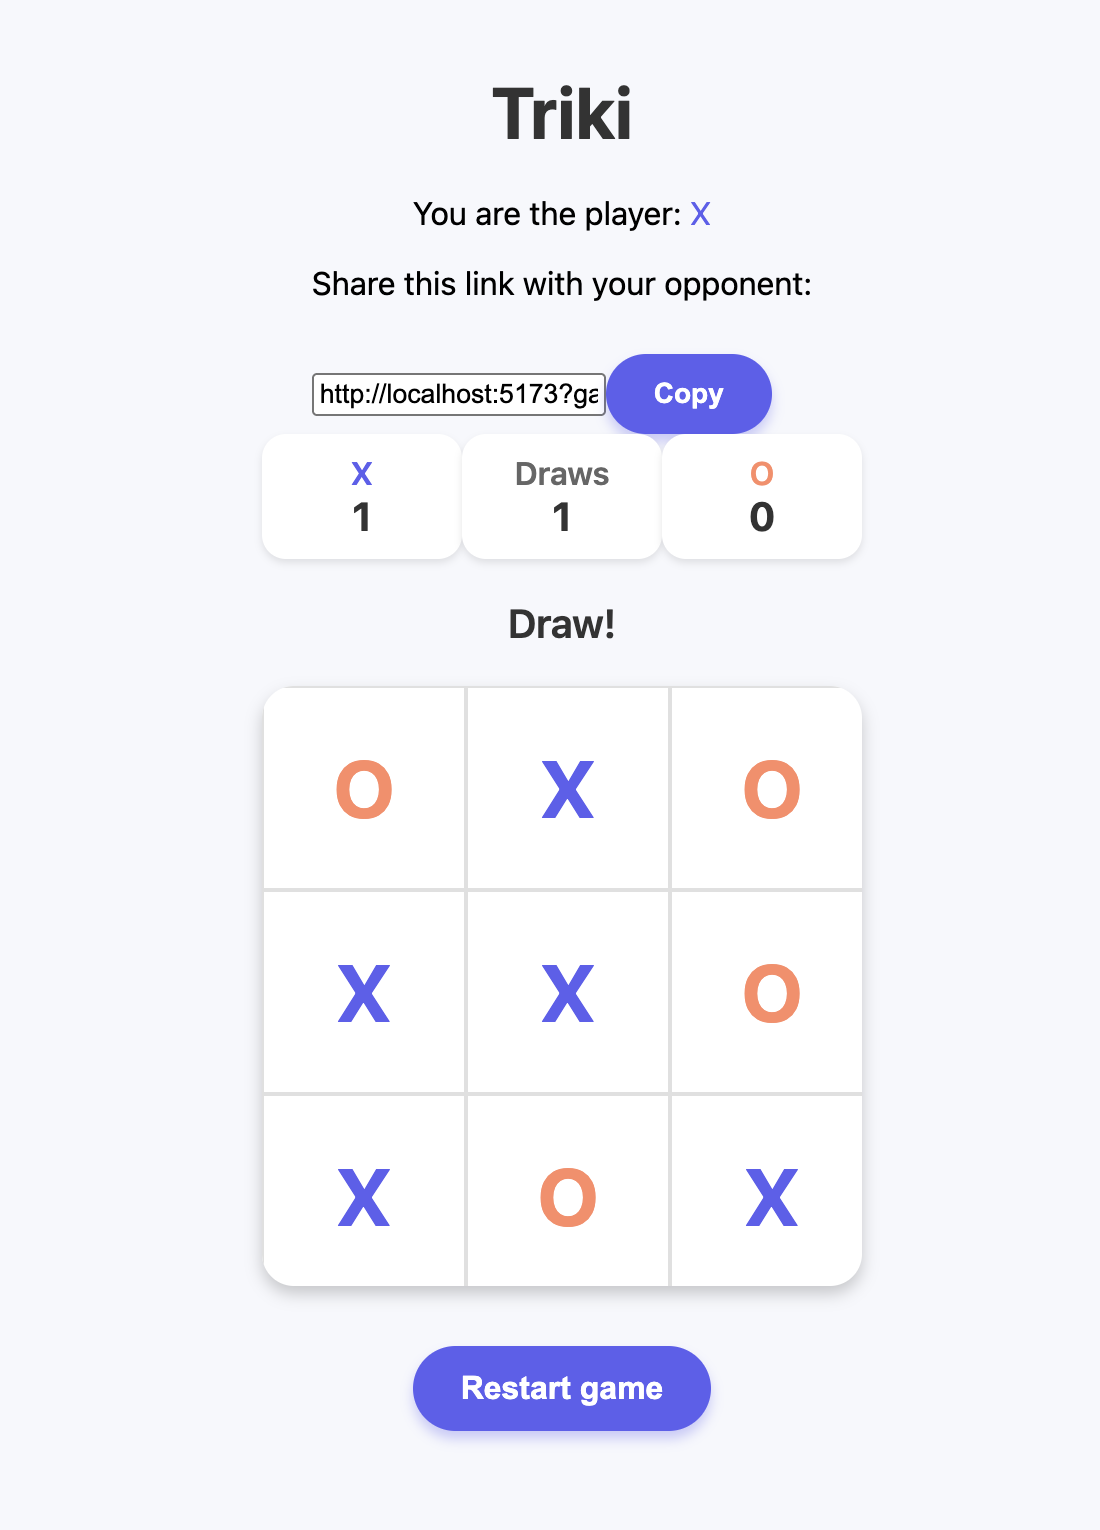 Triki
You are the player: X
Share this link with your opponent:
http://localhost:5173?ga
Copy
X
Draws
O
1
1
0
Draw!
O X O
X X O
X O X
Restart game